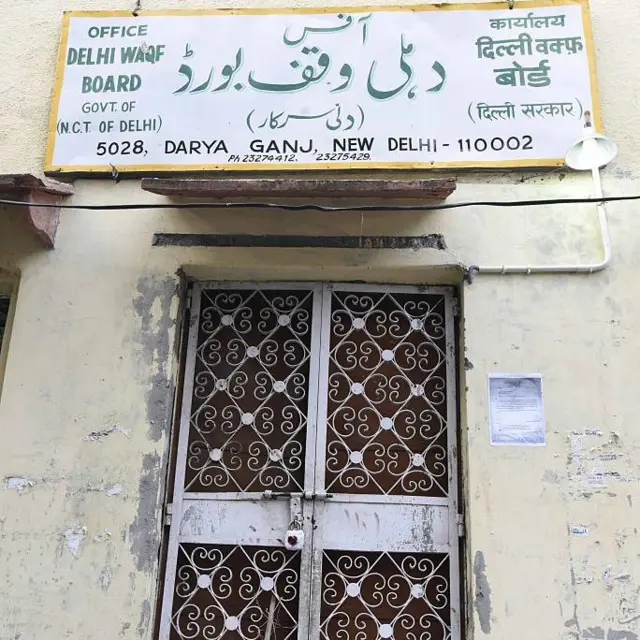 OFFICE
DELHI WAQF
BOARD
GOVT. OF
(N.C.T. OF DELHI)
آفس
دہلی وقف بورڈ
(دلی سرکار)
कार्यालय
दिल्ली वक्फ़
बोर्ड
(दिल्ली सरकार)
5028, DARYA GANJ, NEW DELHI - 110002
Ph 23274412, 23275429.